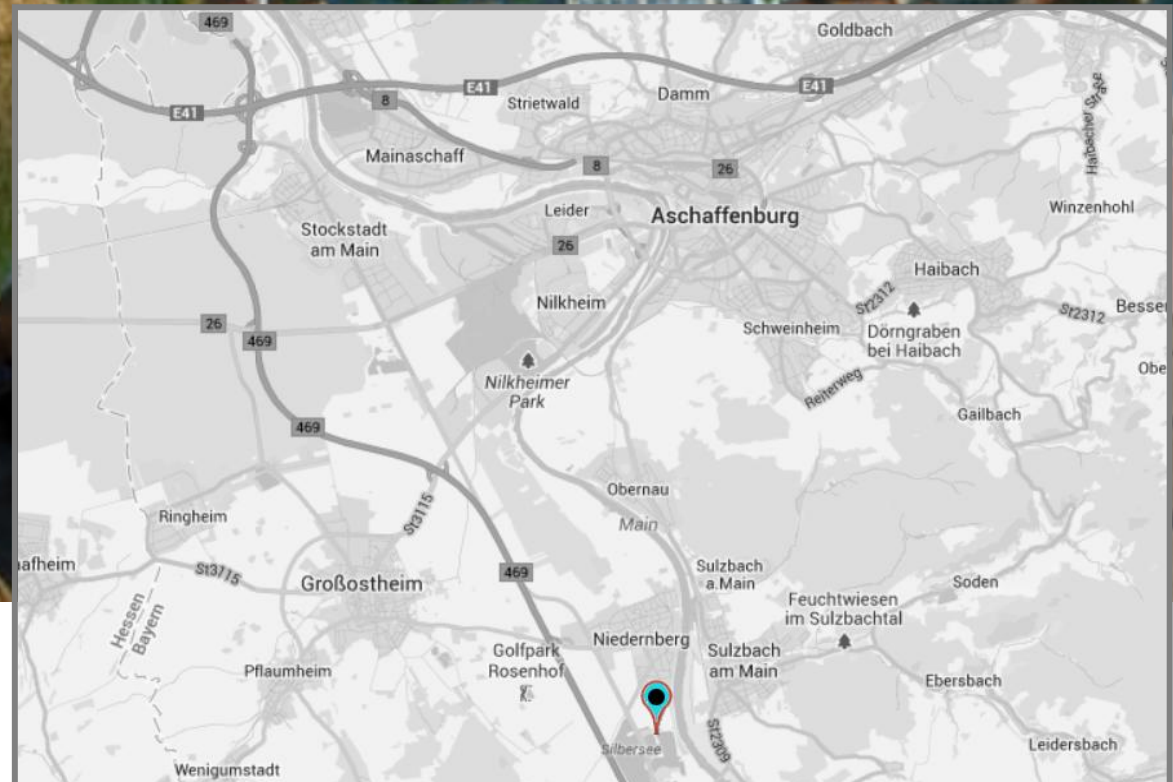 469
Goldbach
E41
E41
Strietwald
Damm
8
E41
Mainaschaff
8
26
Haibacher Straße
Leider
Aschaffenburg
Winzenhohl
Stockstadt
am Main
26
Haibach
Nilkheim
St2312
St2312
Besse
26
469
Schweinheim
Dörngraben
bei Haibach
Obe
Nilkheimer
Park
Reiterweg
Gailbach
469
Obernau
Main
St3115
Ringheim
afheim
St3115
469
Sulzbach
a.Main
Soden
Großostheim
Feuchtwiesen
im Sulzbachtal
Hessen
Bayern
Niedernberg
Golfpark
Rosenhof
Sulzbach
am Main
Pflaumheim
Ebersbach
St2309
Silbersee
Leidersbach
Wenigumstadt